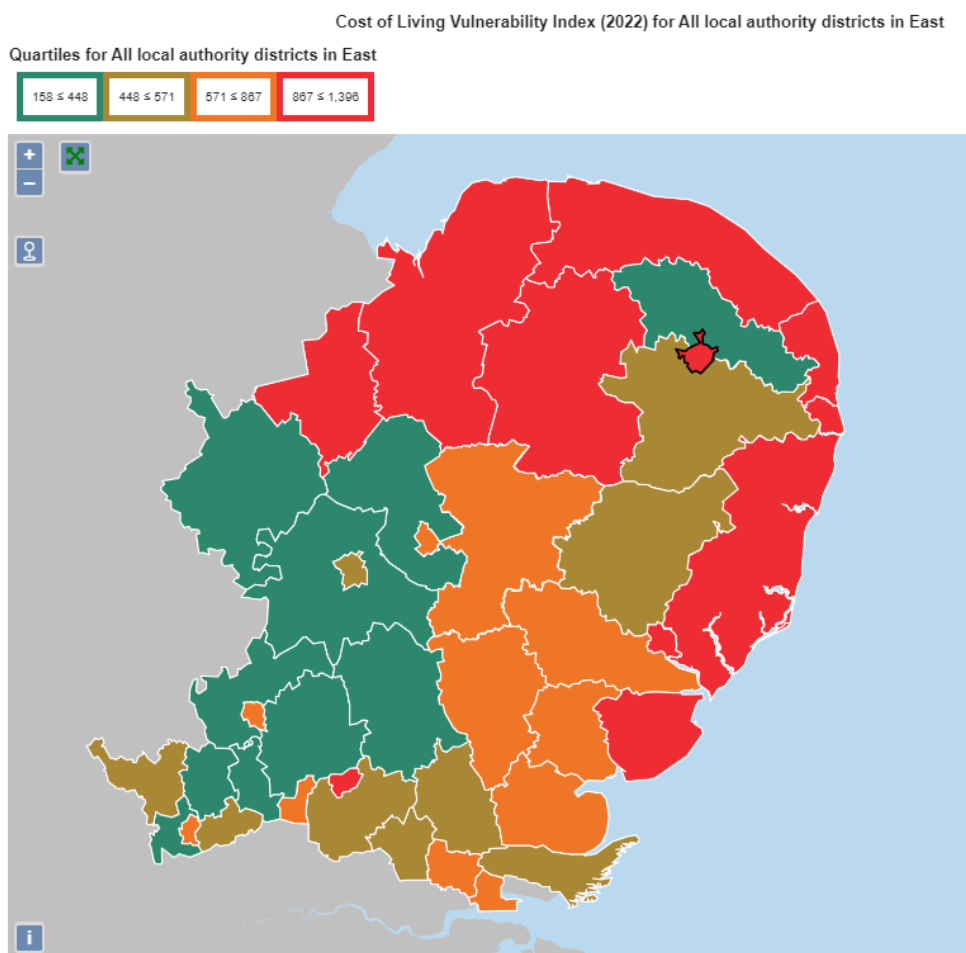 Cost of Living Vulnerability Index (2022) for All local authority districts in East
Quartiles for All local authority districts in East
158 ≤ 448 448 ≤ 571 571 ≤ 867 867 ≤ 1,396
+
−
i